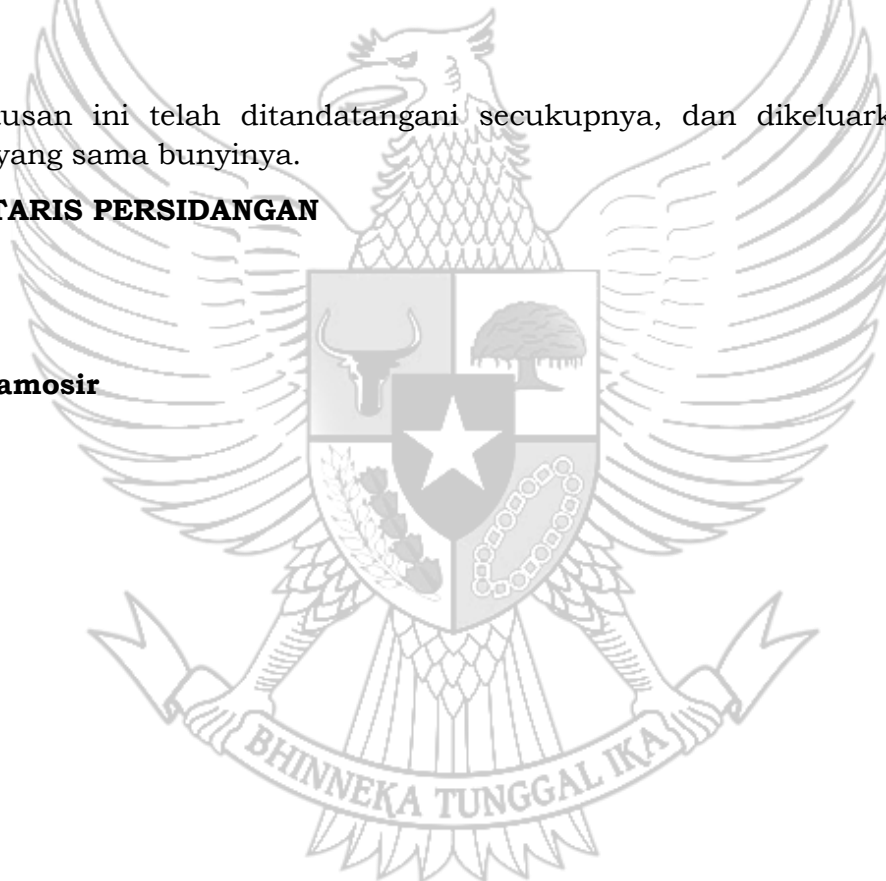 usan ini telah ditandatangani secukupnya, dan dikeluark
yang sama bunyinya.
TARIS PERSIDANGAN
amosir
BHINNEKA TUNGGAL IKA